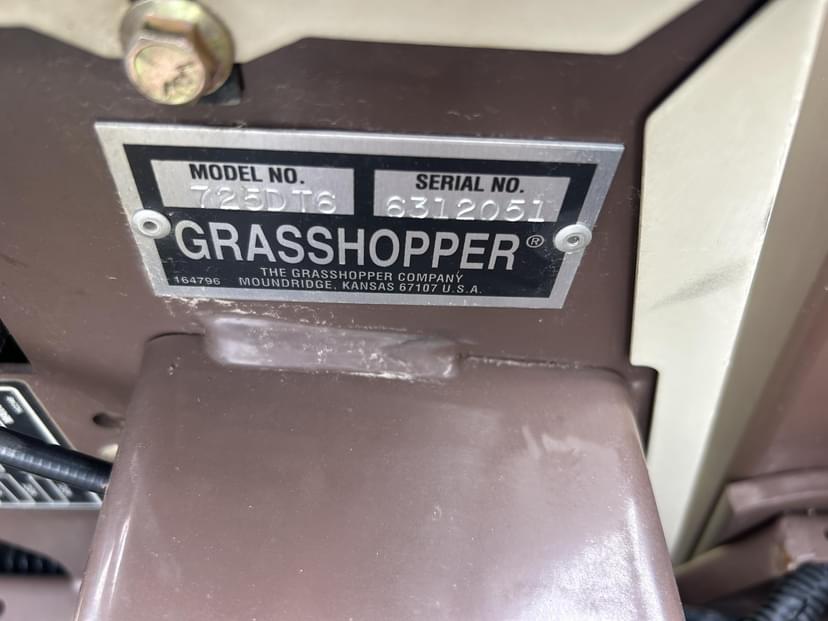 MODEL NO.
725DT6
SERIAL NO.
6312051
GRASSHOPPER®
THE GRASSHOPPER COMPANY
164796 MOUNDRIDGE, KANSAS 67107 U.S.A.